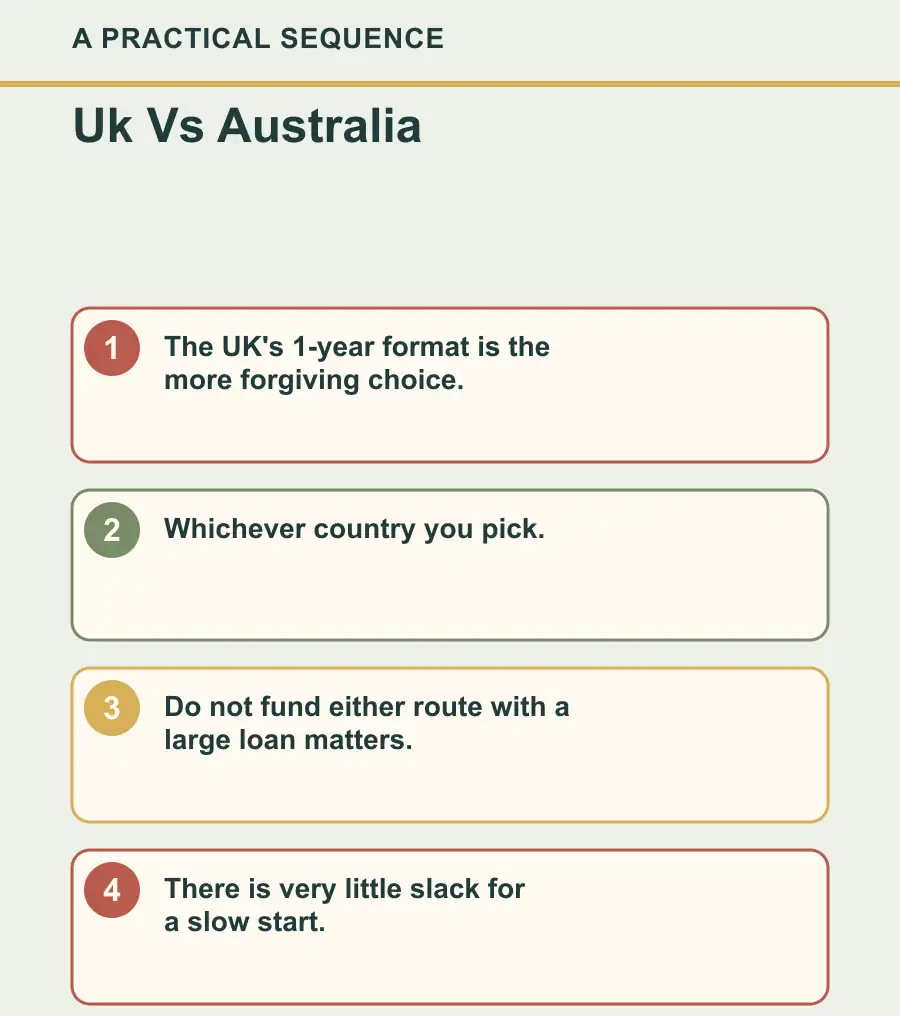 A PRACTICAL SEQUENCE
Uk Vs Australia
1
The UK's 1-year format is the
more forgiving choice.
2
Whichever country you pick.
3
Do not fund either route with a
large loan matters.
4
There is very little slack for
a slow start.